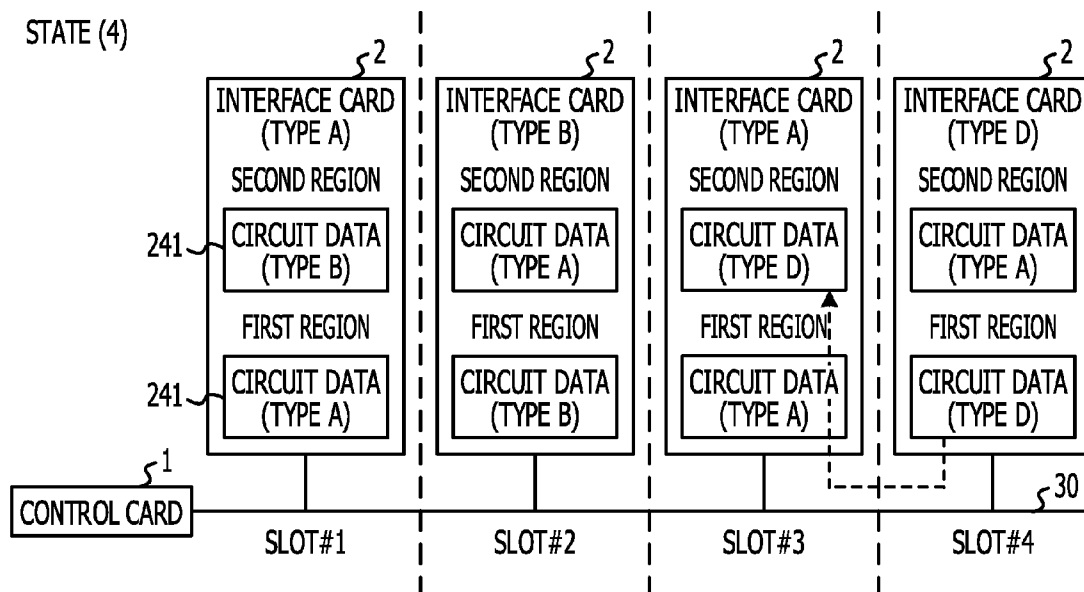 STATE (4)
2
INTERFACE CARD
(TYPE A)
SECOND REGION
241
CIRCUIT DATA
(TYPE B)
FIRST REGION
241
CIRCUIT DATA
(TYPE A)
SLOT#1
2
INTERFACE CARD
(TYPE B)
SECOND REGION
CIRCUIT DATA
(TYPE A)
FIRST REGION
CIRCUIT DATA
(TYPE B)
SLOT#2
2
INTERFACE CARD
(TYPE A)
SECOND REGION
CIRCUIT DATA
(TYPE D)
FIRST REGION
CIRCUIT DATA
(TYPE A)
SLOT#3
2
INTERFACE CARD
(TYPE D)
SECOND REGION
CIRCUIT DATA
(TYPE A)
FIRST REGION
CIRCUIT DATA
(TYPE D)
SLOT#4
1
CONTROL CARD
30